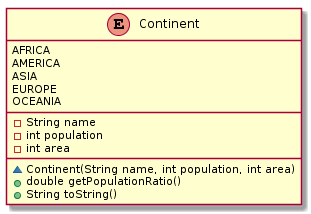 E Continent
AFRICA
AMERICA
ASIA
EUROPE
OCEANIA
String name
int population
int area
Continent(String name, int population, int area)
double getPopulationRatio()
String toString()